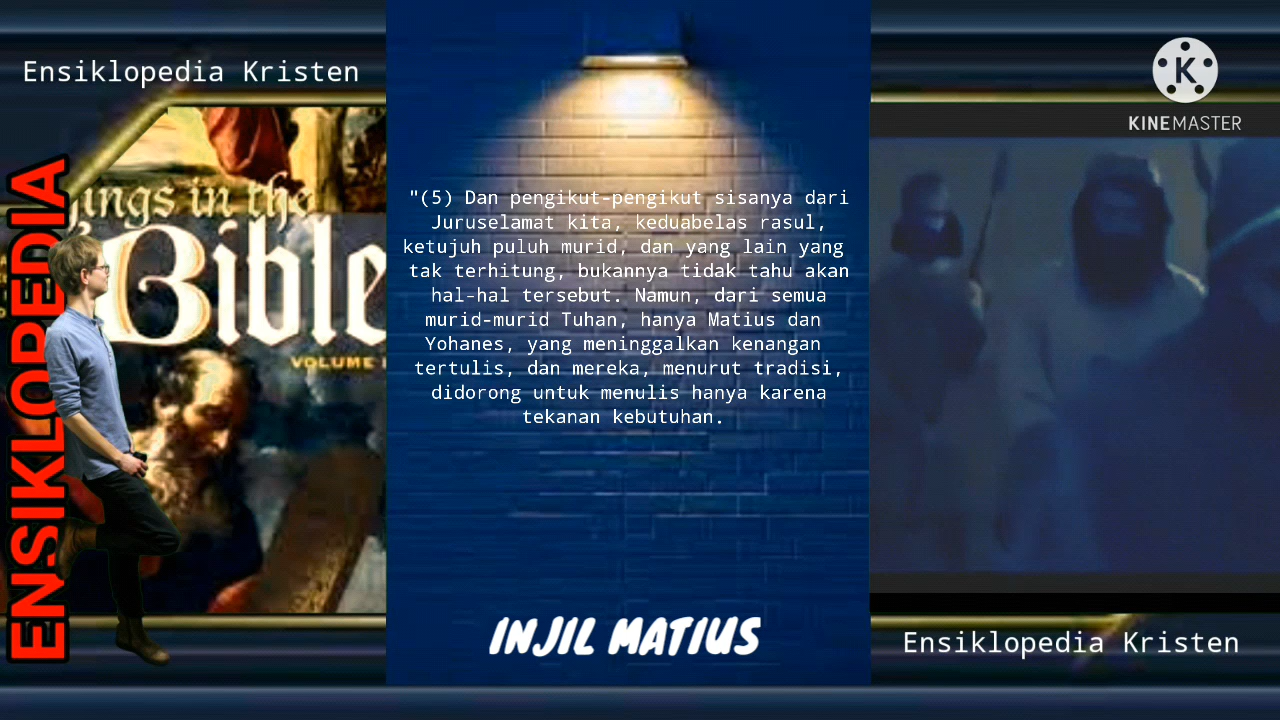 Ensiklopedia Kristen
ENSIKLOPEDIA
ings in the
Bible
VOLUME
"(5) Dan pengikut-pengikut sisanya dari
Juruselamat kita, keduabelas rasul,
ketujuh puluh murid, dan yang lain yang
tak terhitung, bukannya tidak tahu akan
hal-hal tersebut. Namun, dari semua
murid-murid Tuhan, hanya Matius dan
Yohanes, yang meninggalkan kenangan
tertulis, dan mereka, menurut tradisi,
didorong untuk menulis hanya karena
tekanan kebutuhan.
INJIL MATIUS
K
KINEMASTER
Ensiklopedia Kristen